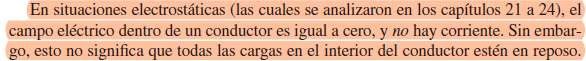 En situaciones electrostáticas (las cuales se analizaron en los capítulos 21 a 24), el
campo eléctrico dentro de un conductor es igual a cero, y no hay corriente. Sin embar-
go, esto no significa que todas las cargas en el interior del conductor estén en reposo.